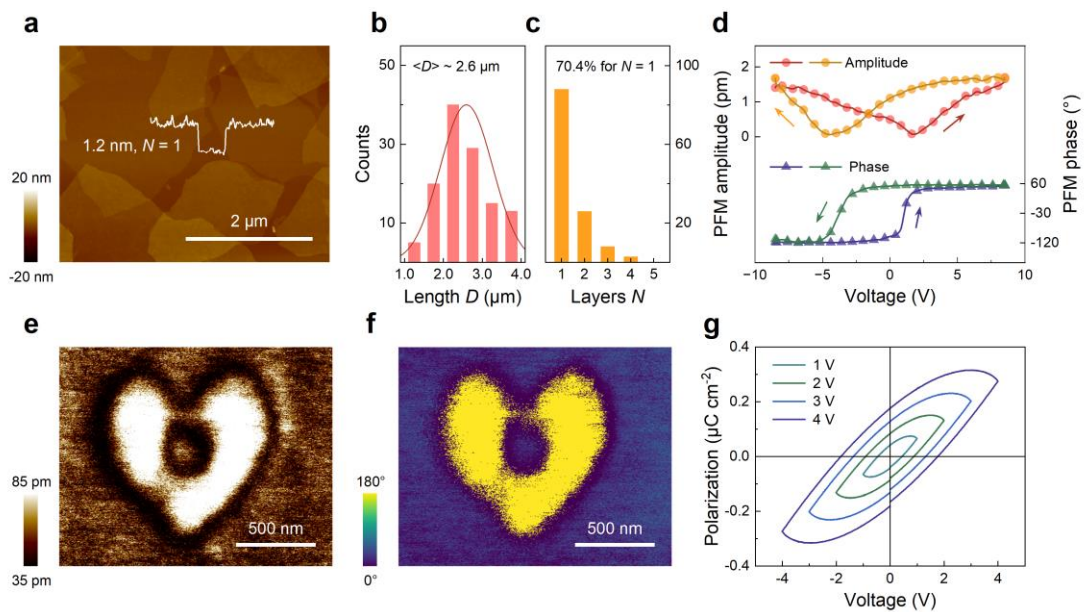 a
20 nm
-20 nm
1.2 nm, N = 1
2 μm
b
<D> ~ 2.6 μm
Counts
50
30
10
1.0 2.0 3.0 4.0
Length D (μm)
c
70.4% for N = 1
100
60
20
1 2 3 4 5
Layers N
d
PFM amplitude (pm)
2
1
0
Amplitude
Phase
60
-30
-120
PFM phase (°)
−10 −5 0 5 10
Voltage (V)
e
85 pm
35 pm
500 nm
f
180°
0°
500 nm
g
Polarization (μC cm-2)
0.4
0.2
0.0
-0.2
-0.4
1 V
2 V
3 V
4 V
-4 -2 0 2 4
Voltage (V)